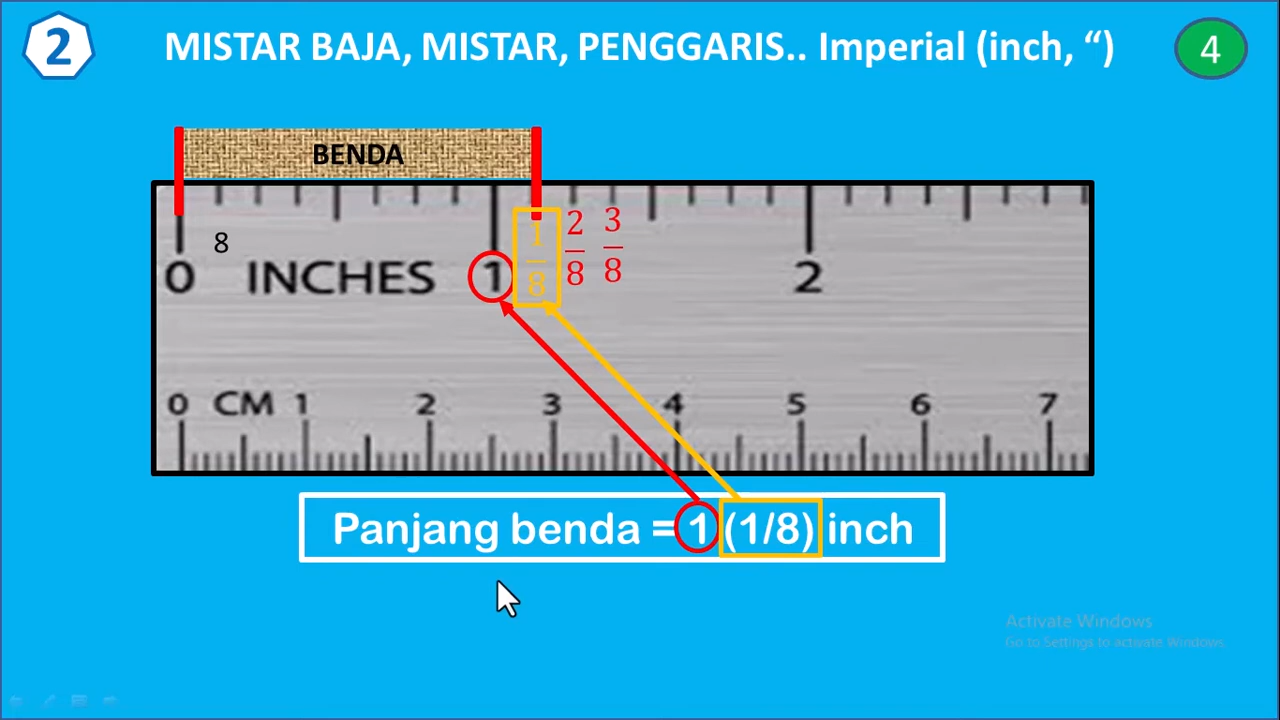 2
MISTAR BAJA, MISTAR, PENGGARIS.. Imperial (inch, “)
4
BENDA
8
1/8 2/8 3/8
0 INCHES 1 2
0 CM 1 2 3 4 5 6 7
Panjang benda = 1 (1/8) inch
Activate Windows
Go to Settings to activate Windows.